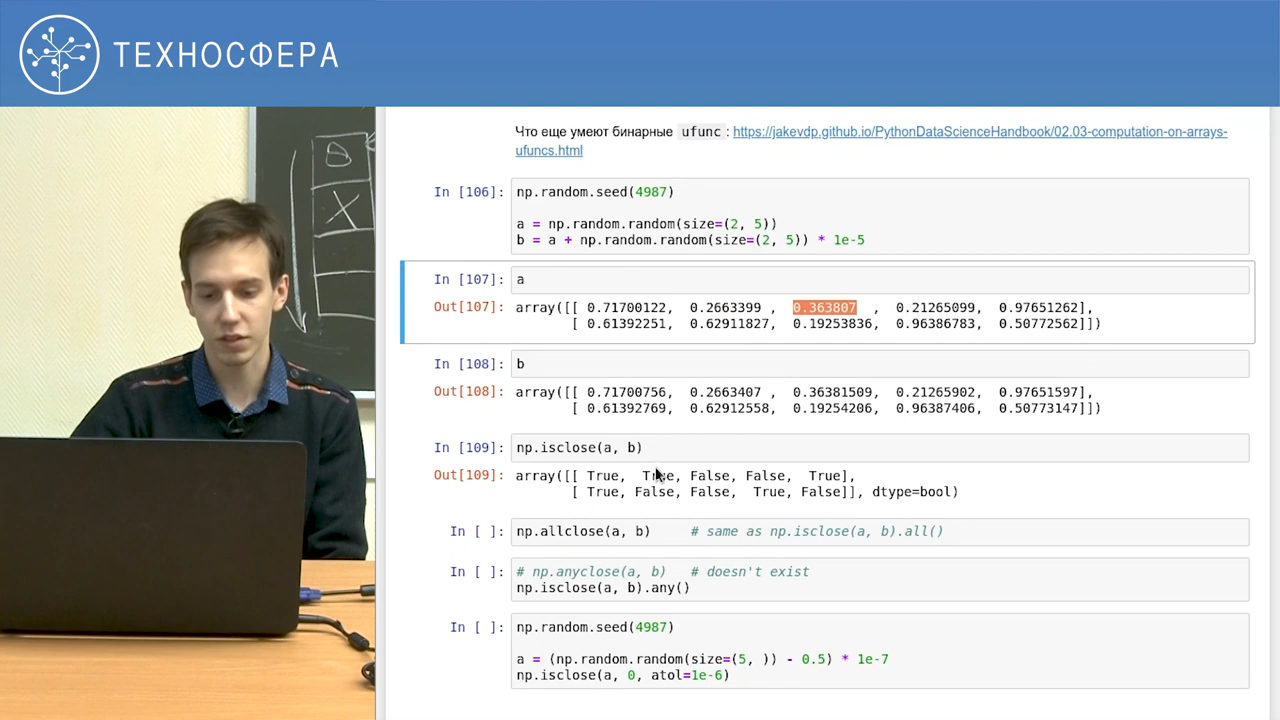 ТЕХНОСФЕРА
Что еще умеют бинарные ufunc : https://jakevdp.github.io/PythonDataScienceHandbook/02.03-computation-on-arrays-
ufuncs.html
In [106]: np.random.seed(4987)
a = np.random.random(size=(2, 5))
b = a + np.random.random(size=(2, 5)) * 1e-5
In [107]: a
Out[107]: array([[ 0.71700122, 0.2663399 , 0.363807 , 0.21265099, 0.97651262],
[ 0.61392251, 0.62911827, 0.19253836, 0.96386783, 0.50772562]])
In [108]: b
Out[108]: array([[ 0.71700756, 0.2663407 , 0.36381509, 0.21265902, 0.97651597],
[ 0.61392769, 0.62912558, 0.19254206, 0.96387406, 0.50773147]])
In [109]: np.isclose(a, b)
Out[109]: array([[ True, True, False, False, True],
[ True, False, False, True, False]], dtype=bool)
In [ ]: np.allclose(a, b) # same as np.isclose(a, b).all()
In [ ]: # np.anyclose(a, b) # doesn't exist
np.isclose(a, b).any()
In [ ]: np.random.seed(4987)
a = (np.random.random(size=(5, )) - 0.5) * 1e-7
np.isclose(a, 0, atol=1e-6)